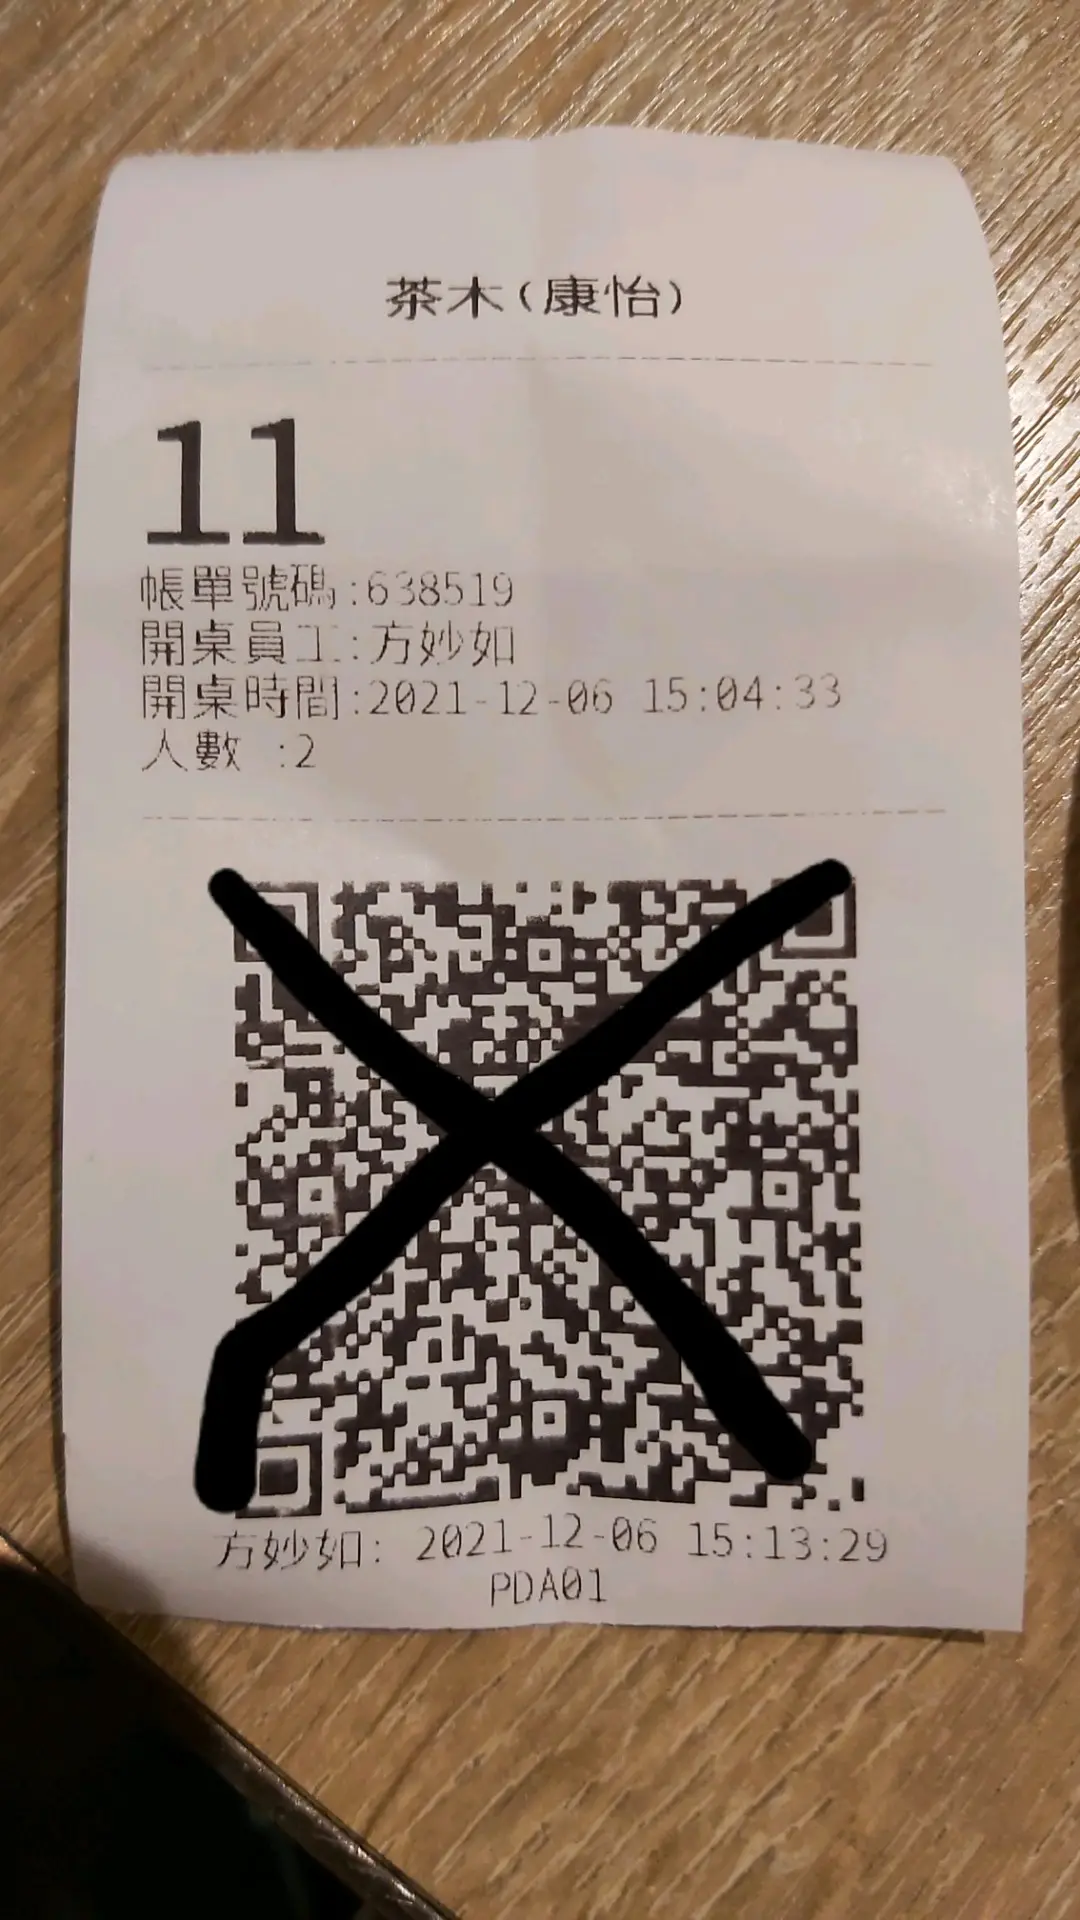 茶木(康怡)
11
帳單號碼:638519
開桌員工:方妙如
開桌時間:2021-12-06 15:04:33
人數 :2
方妙如: 2021-12-06 15:13:29
PDA01